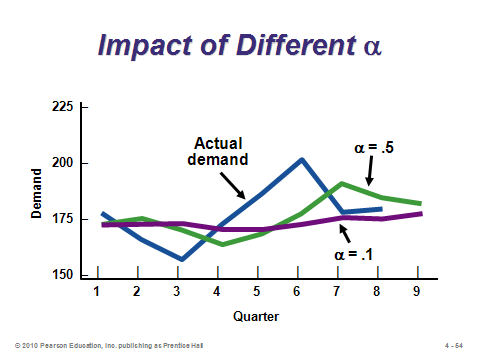 Impact of Different α
225
200
175
150
Demand
Actual
demand
α = .5
α = .1
1 2 3 4 5 6 7 8 9
Quarter
© 2010 Pearson Education, Inc. publishing as Prentice Hall
4 - 54